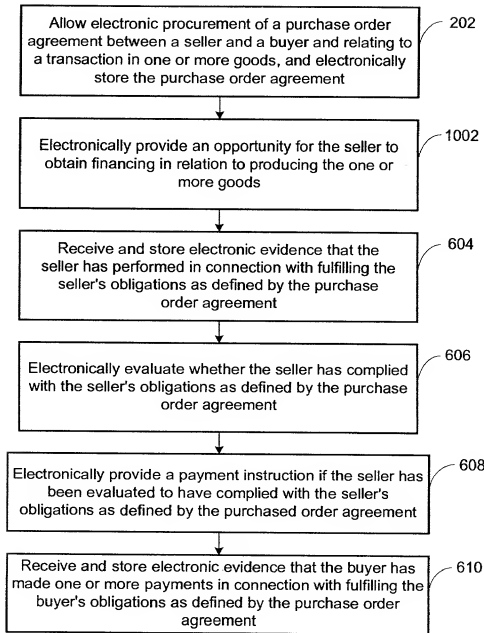 Allow electronic procurement of a purchase order
agreement between a seller and a buyer and relating to
a transaction in one or more goods, and electronically
store the purchase order agreement
202
Electronically provide an opportunity for the seller to
obtain financing in relation to producing the one or
more goods
1002
Receive and store electronic evidence that the
seller has performed in connection with fulfilling the
seller's obligations as defined by the purchase
order agreement
604
Electronically evaluate whether the seller has complied
with the seller's obligations as defined by the purchase
order agreement
606
Electronically provide a payment instruction if the seller has
been evaluated to have complied with the seller's
obligations as defined by the purchased order agreement
608
Receive and store electronic evidence that the buyer has
made one or more payments in connection with fulfilling the
buyer's obligations as defined by the purchase order
agreement
610